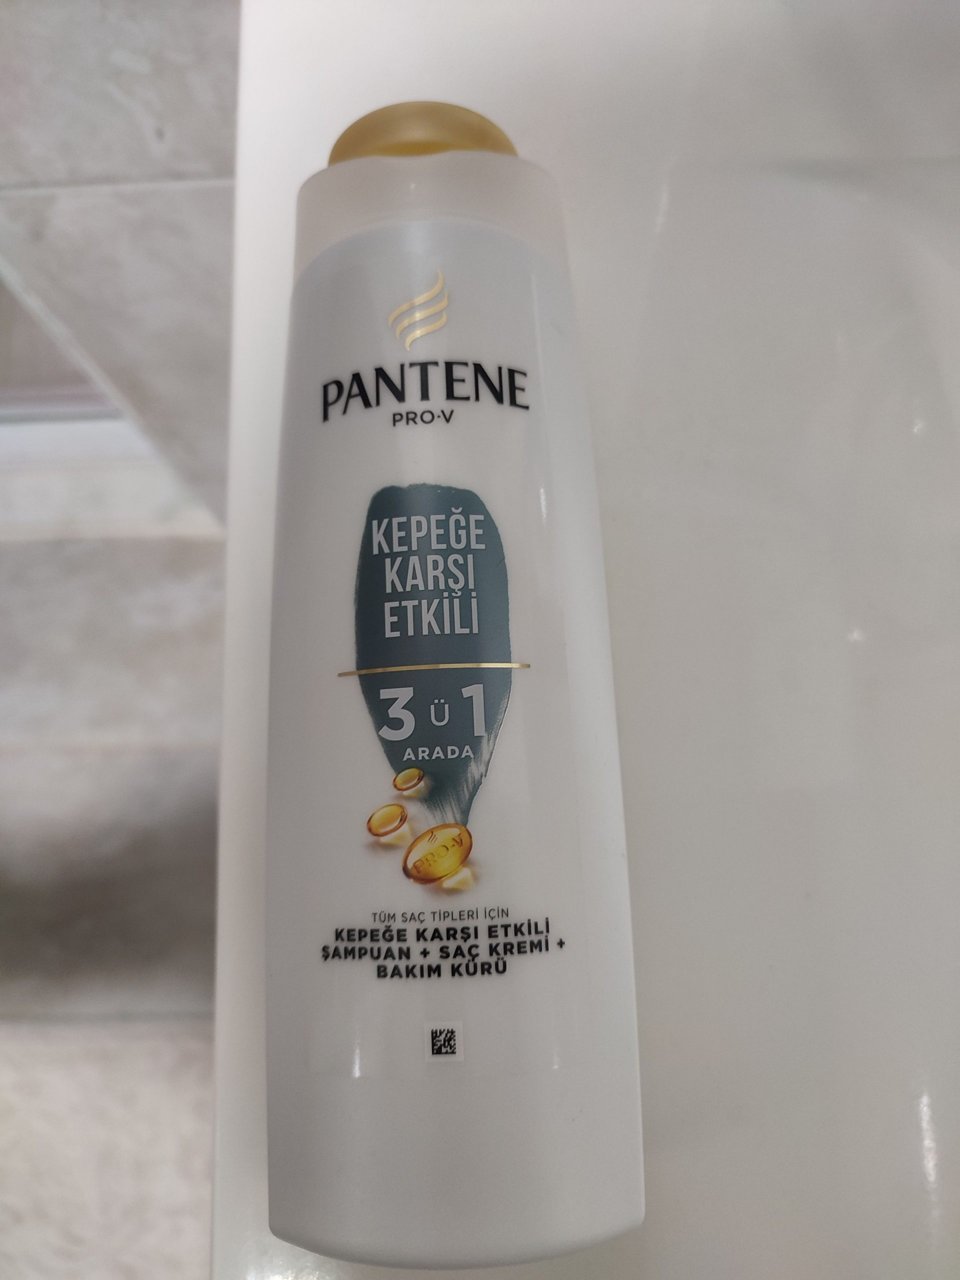 PANTENE
PRO-V
KEPEĞE
KARŞI
ETKİLİ
3 Ü 1
ARADA
PRO-V
TÜM SAÇ TİPLERİ İÇİN
KEPEĞE KARŞI ETKİLİ
ŞAMPUAN + SAÇ KREMİ +
BAKIM KÜRÜ